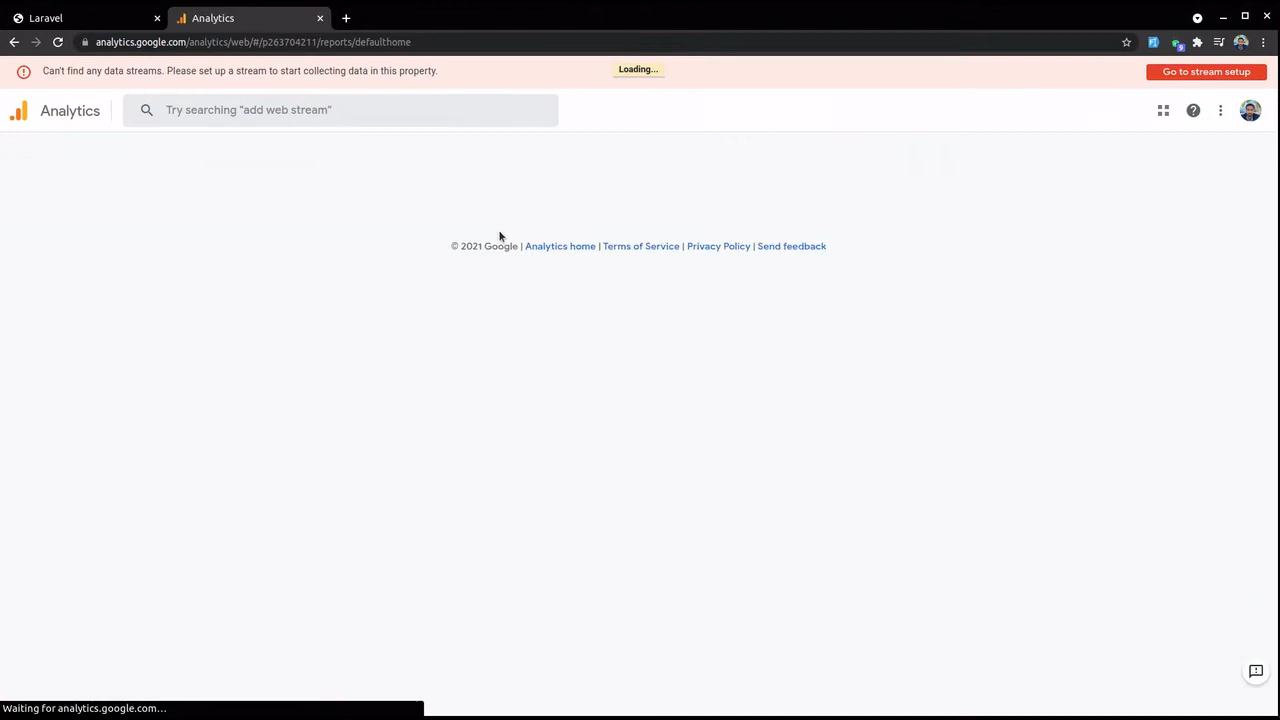 Laravel
Analytics
analytics.google.com/analytics/web/#/p263704211/reports/defaulthome
9
Can't find any data streams. Please set up a stream to start collecting data in this property.
Loading...
Go to stream setup
Analytics
Try searching "add web stream"
© 2021 Google | Analytics home | Terms of Service | Privacy Policy | Send feedback
Waiting for analytics.google.com...